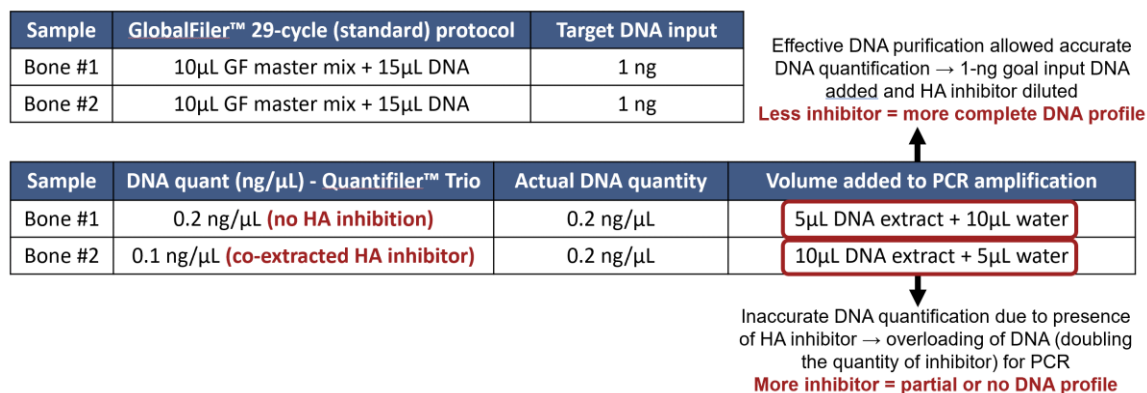 Sample GlobalFiler™ 29-cycle (standard) protocol Target DNA input
Bone #1 10µL GF master mix + 15µL DNA 1 ng
Bone #2 10µL GF master mix + 15µL DNA 1 ng
Effective DNA purification allowed accurate
DNA quantification → 1-ng goal input DNA
added and HA inhibitor diluted
Less inhibitor = more complete DNA profile
Sample DNA quant (ng/µL) - Quantifiler™ Trio Actual DNA quantity Volume added to PCR amplification
Bone #1 0.2 ng/µL (no HA inhibition) 0.2 ng/µL 5µL DNA extract + 10µL water
Bone #2 0.1 ng/µL (co-extracted HA inhibitor) 0.2 ng/µL 10µL DNA extract + 5µL water
Inaccurate DNA quantification due to presence
of HA inhibitor → overloading of DNA (doubling
the quantity of inhibitor) for PCR
More inhibitor = partial or no DNA profile